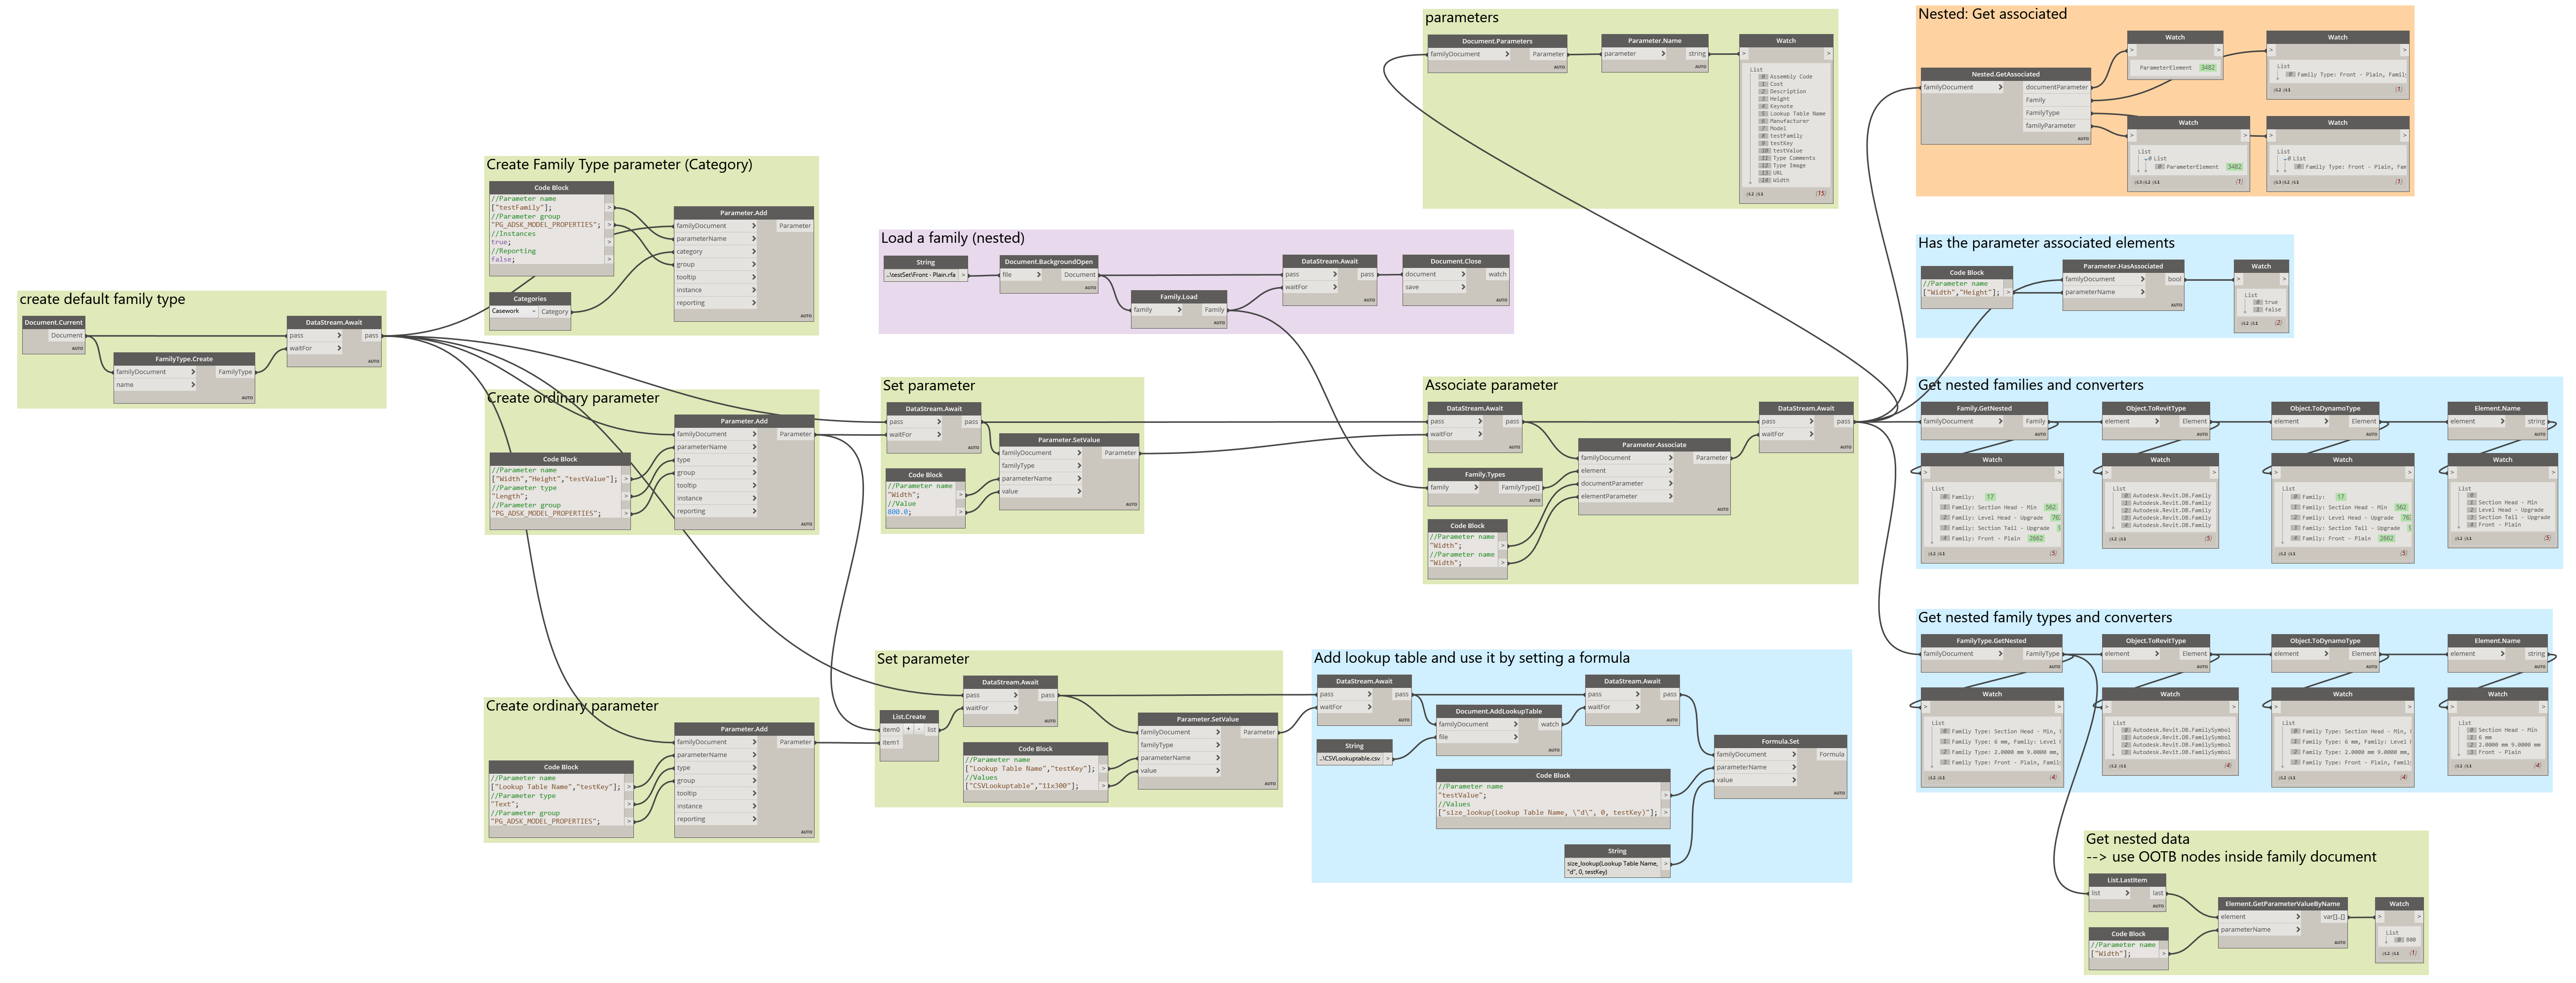 create default family type
Document.Current
Document
AUTO
FamilyType.Create
familyDocument
FamilyType
name
AUTO
DataStream.Await
pass
pass
waitFor
AUTO
Create Family Type parameter (Category)
Code Block
//Parameter name
["testFamily"];
//Parameter group
"PG_ADSK_MODEL_PROPERTIES";
//Instances
true;
//Reporting
false;
Categories
Casework
Category
Parameter.Add
familyDocument
Parameter
parameterName
category
group
tooltip
instance
reporting
AUTO
Create ordinary parameter
Code Block
//Parameter name
["Width","Height","testValue"];
//Parameter type
"Length";
//Parameter group
"PG_ADSK_MODEL_PROPERTIES";
Parameter.Add
familyDocument
Parameter
parameterName
type
group
tooltip
instance
reporting
AUTO
Create ordinary parameter
Code Block
//Parameter name
["Lookup Table Name","testKey"];
//Parameter type
"Text";
//Parameter group
"PG_ADSK_MODEL_PROPERTIES";
Parameter.Add
familyDocument
Parameter
parameterName
type
group
tooltip
instance
reporting
AUTO
Load a family (nested)
String
..\testSet\Front - Plain.rfa >
Document.BackgroundOpen
file
Document
AUTO
Family.Load
family
Family
AUTO
DataStream.Await
pass
pass
waitFor
AUTO
Document.Close
document
watch
save
AUTO
Set parameter
DataStream.Await
pass
pass
waitFor
AUTO
Code Block
//Parameter name
"Width";
//Value
800.0;
Parameter.SetValue
familyDocument
Parameter
familyType
parameterName
value
AUTO
Set parameter
List.Create
item0 + - list
item1
DataStream.Await
pass
pass
waitFor
AUTO
Code Block
//Parameter name
["Lookup Table Name","testKey"];
//Values
["CSVLookuptable","11x300"];
Parameter.SetValue
familyDocument
Parameter
familyType
parameterName
value
AUTO
Add lookup table and use it by setting a formula
DataStream.Await
pass
pass
waitFor
AUTO
String
..\CSVLookuptable.csv >
Document.AddLookupTable
familyDocument
watch
file
AUTO
DataStream.Await
pass
pass
waitFor
AUTO
Code Block
//Parameter name
"testValue";
//Values
["size_lookup(Lookup Table Name, \"d\", 0, testKey)"];
String
size_lookup(Lookup Table Name,
"d", 0, testKey)
Formula.Set
familyDocument
Formula
parameterName
value
AUTO
parameters
Document.Parameters
familyDocument
Parameter
AUTO
Parameter.Name
parameter
string
AUTO
Watch
List
0 Assembly Code
1 Cost
2 Description
3 Height
4 Keynote
5 Lookup Table Name
6 Manufacturer
7 Model
8 testFamily
9 testKey
10 testValue
11 Type Comments
12 Type Image
13 URL
14 Width
@L2 @L1 {15}
Associate parameter
DataStream.Await
pass
pass
waitFor
AUTO
Family.Types
family
FamilyType[]
AUTO
Code Block
//Parameter name
"Width";
//Parameter name
"Width";
Parameter.Associate
familyDocument
Parameter
element
documentParameter
elementParameter
AUTO
DataStream.Await
pass
pass
waitFor
AUTO
Nested: Get associated
Nested.GetAssociated
familyDocument
documentParameter
Family
FamilyType
familyParameter
AUTO
Watch
ParameterElement 3482
Watch
List
0 Family Type: Front - Plain, Family
@L2 @L1 {1}
Watch
List
0 List
0 ParameterElement 3482
@L3 @L2 @L1 {1}
Watch
List
0 List
0 Family Type: Front - Plain, Fam
@L3 @L2 @L1 {1}
Has the parameter associated elements
Code Block
//Parameter name
["Width","Height"];
Parameter.HasAssociated
familyDocument
bool
parameterName
AUTO
Watch
List
0 true
1 false
@L2 @L1 {2}
Get nested families and converters
Family.GetNested
familyDocument
Family
AUTO
Object.ToRevitType
element
Element
AUTO
Object.ToDynamoType
element
Element
AUTO
Element.Name
element
string
AUTO
Watch
List
0 Family: 17
1 Family: Section Head - Min 562
2 Family: Level Head - Upgrade
3 Family: Section Tail - Upgrade
4 Family: Front - Plain 2662
@L2 @L1 {5}
Watch
List
0 Autodesk.Revit.DB.Family
1 Autodesk.Revit.DB.Family
2 Autodesk.Revit.DB.Family
3 Autodesk.Revit.DB.Family
4 Autodesk.Revit.DB.Family
@L2 @L1 {5}
Watch
List
0 Family: 17
1 Family: Section Head - Min 562
2 Family: Level Head - Upgrade
3 Family: Section Tail - Upgrade
4 Family: Front - Plain 2662
@L2 @L1 {5}
Watch
List
0
1 Section Head - Min
2 Level Head - Upgrade
3 Section Tail - Upgrade
4 Front - Plain
@L2 @L1 {5}
Get nested family types and converters
FamilyType.GetNested
familyDocument
FamilyType
AUTO
Object.ToRevitType
element
Element
AUTO
Object.ToDynamoType
element
Element
AUTO
Element.Name
element
string
AUTO
Watch
List
0 Family Type: Section Head - Min,
1 Family Type: 6 mm, Family: Level
2 Family Type: 2.0000 mm 9.0000 mm,
3 Family Type: Front - Plain, Family
@L2 @L1 {4}
Watch
List
0 Autodesk.Revit.DB.FamilySymbol
1 Autodesk.Revit.DB.FamilySymbol
2 Autodesk.Revit.DB.FamilySymbol
3 Autodesk.Revit.DB.FamilySymbol
@L2 @L1 {4}
Watch
List
0 Family Type: Section Head - Min,
1 Family Type: 6 mm, Family: Level
2 Family Type: 2.0000 mm 9.0000 mm,
3 Family Type: Front - Plain, Family
@L2 @L1 {4}
Watch
List
0 Section Head - Min
1 6 mm
2 2.0000 mm 9.0000 mm
3 Front - Plain
@L2 @L1 {4}
Get nested data
--> use OOTB nodes inside family document
List.LastItem
list
last
AUTO
Code Block
//Parameter name
["Width"];
Element.GetParameterValueByName
element
var[]..[]
parameterName
AUTO
Watch
List
0 800
@L2 @L1 {1}